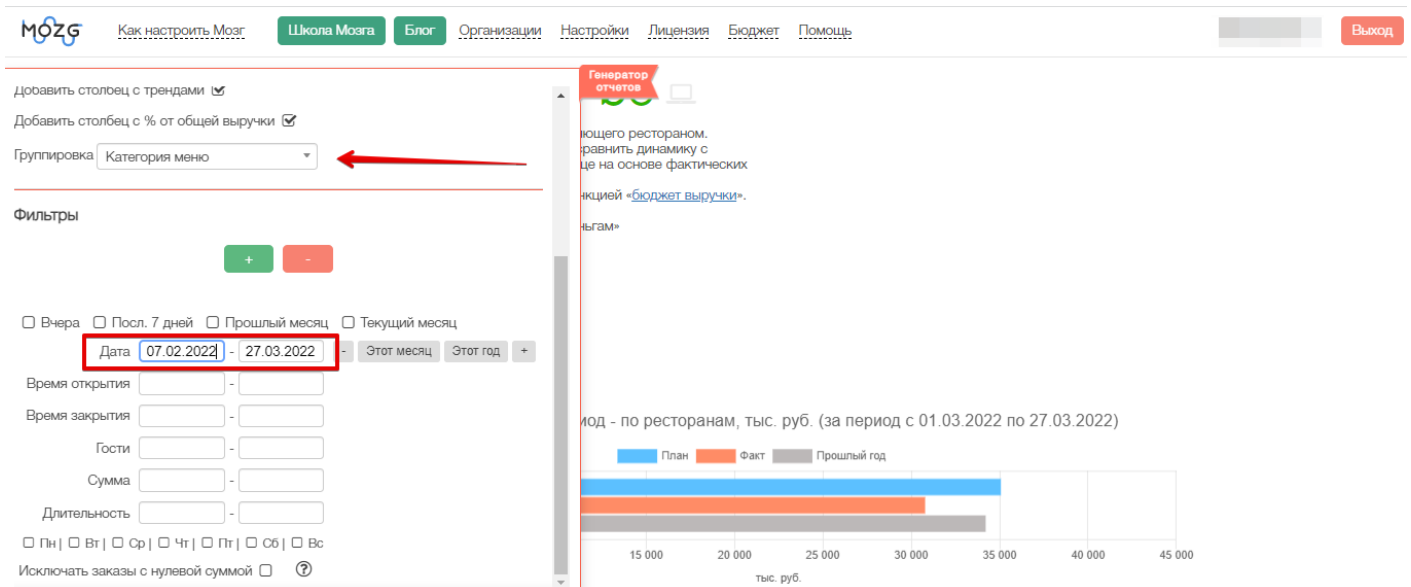 MOZG Как настроить Мозг Школа Мозга Блог Организации Настройки Лицензия Бюджет Помощь Выход
Добавить столбец с трендами
Добавить столбец с % от общей выручки
Группировка Категория меню
Фильтры
+ -
Вчера Посл. 7 дней Прошлый месяц Текущий месяц
Дата 07.02.2022 - 27.03.2022 - Этот месяц Этот год +
Время открытия -
Время закрытия -
Гости -
Сумма -
Длительность -
Пн | Вт | Ср | Чт | Пт | Сб | Вс
Исключать заказы с нулевой суммой ?
Генератор
отчетов
ющего рестораном.
сравнить динамику с
це на основе фактических
нкцией «бюджет выручки».
ньгам»
иод - по ресторанам, тыс. руб. (за период с 01.03.2022 по 27.03.2022)
План Факт Прошлый год
15 000 20 000 25 000 30 000 35 000 40 000 45 000
тыс. руб.